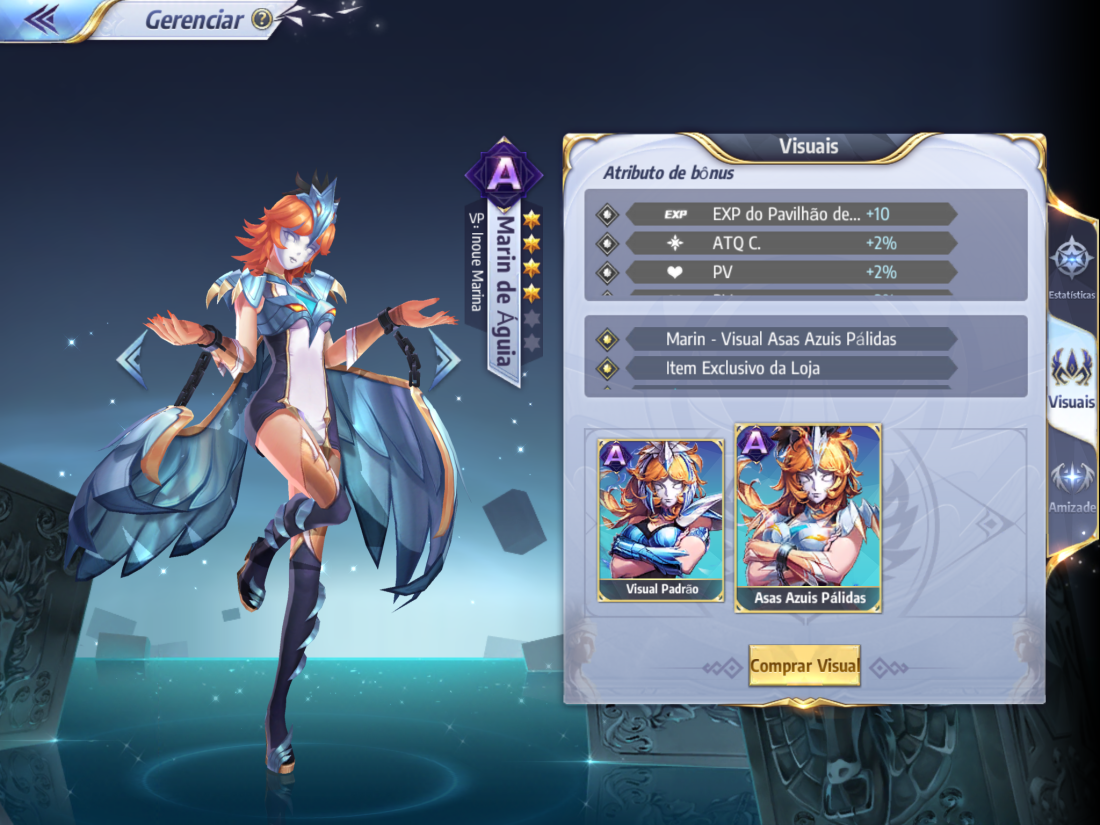 Gerenciar ?
A
Marin de Águia
VP: Inoue Marina
Visuais
Atributo de bônus
EXP EXP do Pavilhão de... +10
ATQ C. +2%
PV +2%
Marin - Visual Asas Azuis Pálidas
Item Exclusivo da Loja
A
Visual Padrão
A
Asas Azuis Pálidas
Comprar Visual
Estatísticas
Visuais
Amizade